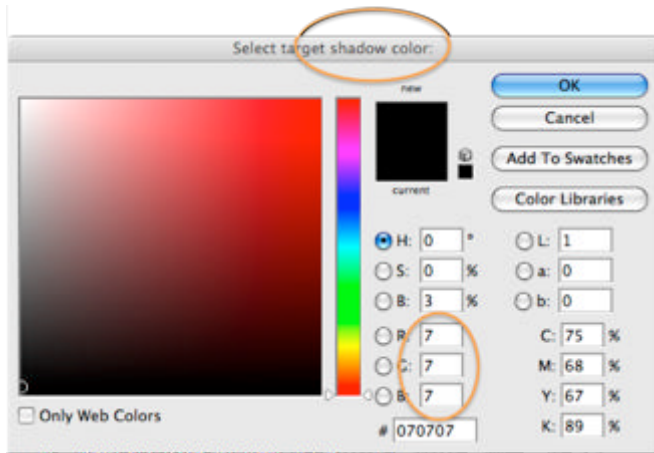 Select target shadow color:
new
current
OK
Cancel
Add To Swatches
Color Libraries
H: 0 °
S: 0 %
B: 3 %
R: 7
G: 7
B: 7
# 070707
L: 1
a: 0
b: 0
C: 75 %
M: 68 %
Y: 67 %
K: 89 %
Only Web Colors